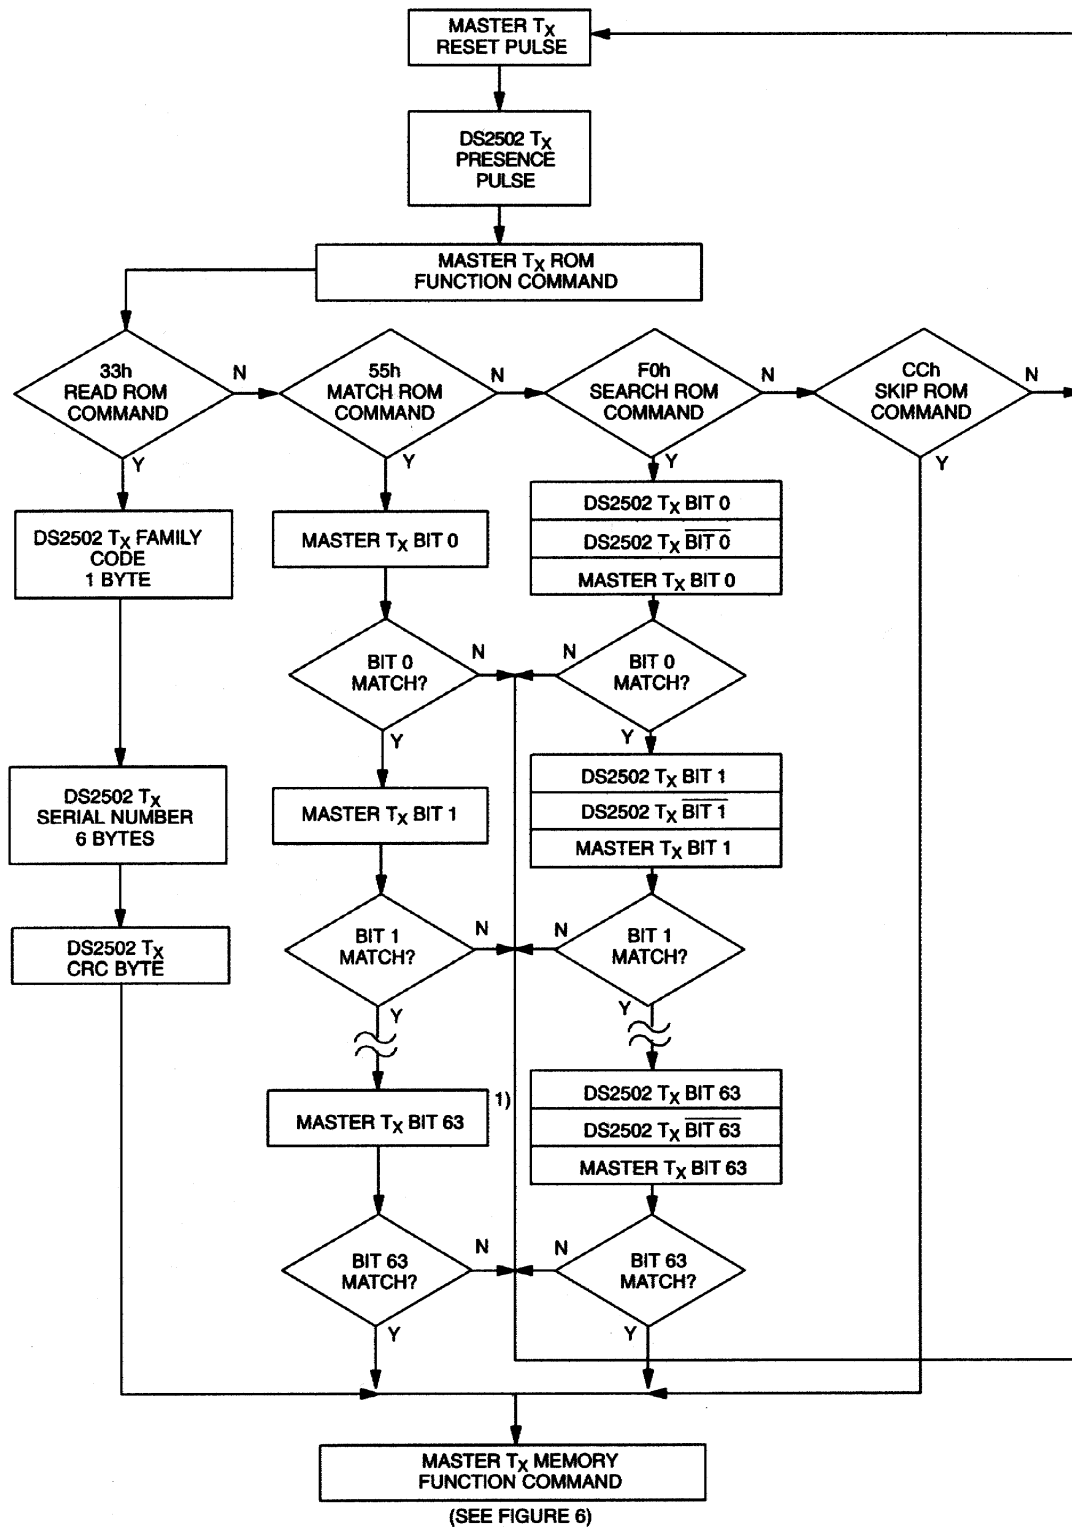 MASTER TX
RESET PULSE
DS2502 TX
PRESENCE
PULSE
MASTER TX ROM
FUNCTION COMMAND
33h
READ ROM
COMMAND
N
Y
55h
MATCH ROM
COMMAND
N
Y
F0h
SEARCH ROM
COMMAND
N
Y
CCh
SKIP ROM
COMMAND
N
Y
DS2502 TX FAMILY
CODE
1 BYTE
DS2502 TX
SERIAL NUMBER
6 BYTES
DS2502 TX
CRC BYTE
MASTER TX BIT 0
BIT 0
MATCH?
N
Y
MASTER TX BIT 1
BIT 1
MATCH?
N
Y
MASTER TX BIT 63
1)
BIT 63
MATCH?
N
Y
DS2502 TX BIT 0
DS2502 TX B̅I̅T̅ ̅0̅
MASTER TX BIT 0
BIT 0
MATCH?
N
Y
DS2502 TX BIT 1
DS2502 TX B̅I̅T̅ ̅1̅
MASTER TX BIT 1
BIT 1
MATCH?
N
Y
DS2502 TX BIT 63
DS2502 TX B̅I̅T̅ ̅6̅3̅
MASTER TX BIT 63
BIT 63
MATCH?
N
Y
MASTER TX MEMORY
FUNCTION COMMAND
(SEE FIGURE 6)